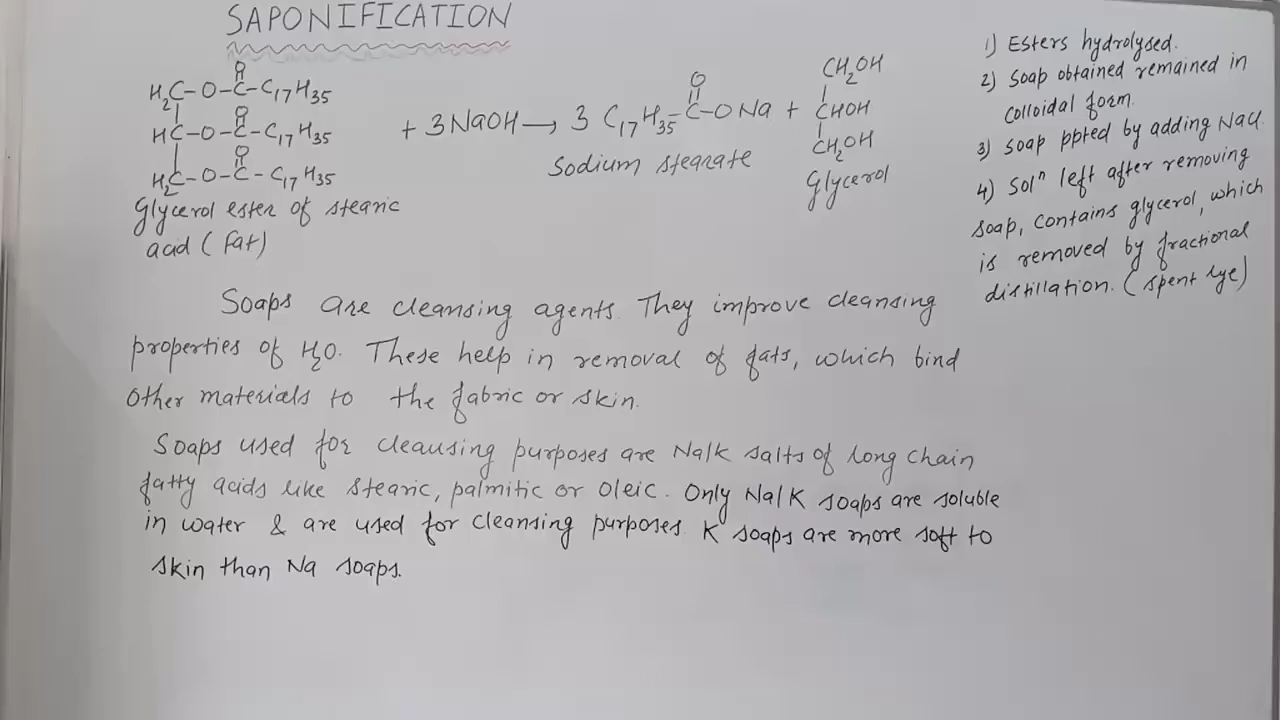 SAPONIFICATION
O
H2C-O-C-C17H35
O
HC-O-C-C17H35
O
H2C-O-C-C17H35
+ 3NaOH → 3 C17H35-C-O Na +
O
Sodium stearate
CH2OH
CHOH
CH2OH
Glycerol
Glycerol ester of stearic
acid (Fat)
1) Esters hydrolysed.
2) Soap obtained remained in
colloidal form.
3) Soap ppted by adding NaCl.
4) Soln left after removing
soap, contains glycerol, which
is removed by fractional
distillation. (spent lye)
Soaps are cleansing agents. They improve cleansing
properties of H2O. These help in removal of fats, which bind
other materials to the fabric or skin.
Soaps used for cleausing purposes are Na/K salts of long chain
fatty acids like stearic, palmitic or oleic. Only Na/K soaps are soluble
in water & are used for cleansing purposes. K soaps are more soft to
skin than Na soaps.